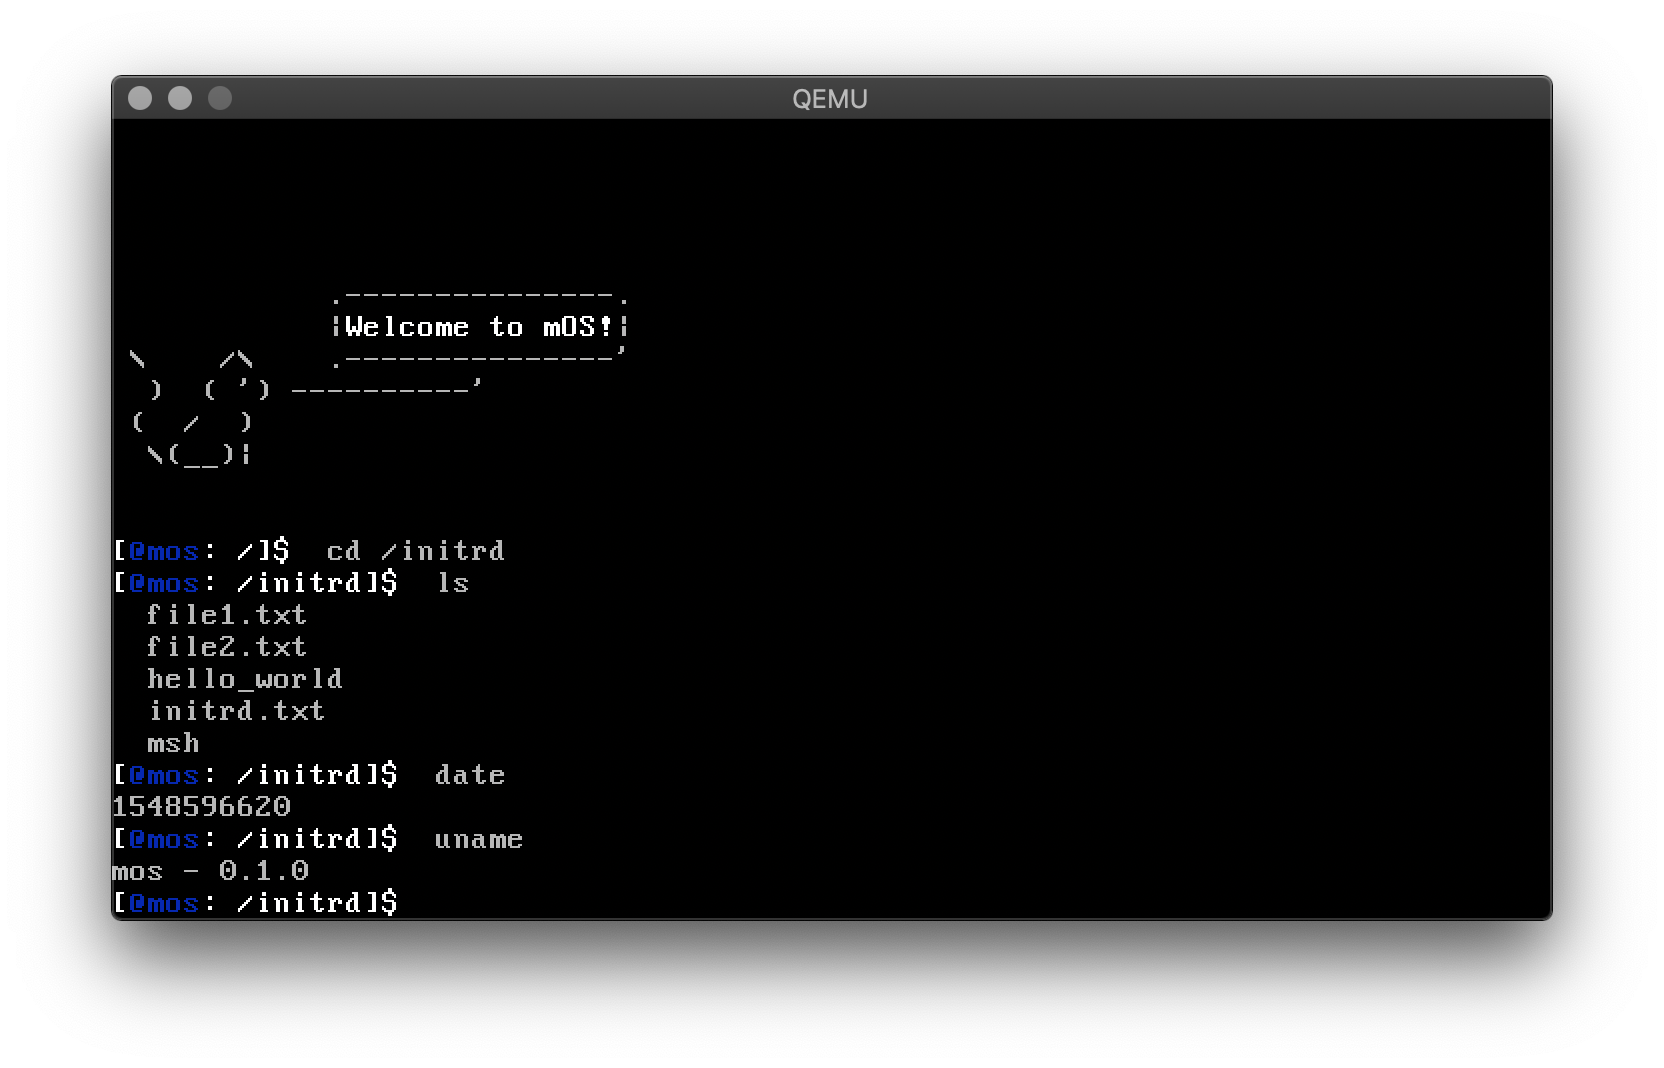 QEMU
.---------------.
¦Welcome to mOS!¦
\    /\    .---------------'
 )  ( ') ----------'
(  /  )
 \(__)¦
[@mos: /]$  cd /initrd
[@mos: /initrd]$  ls
file1.txt
file2.txt
hello_world
initrd.txt
msh
[@mos: /initrd]$  date
1548596620
[@mos: /initrd]$  uname
mos - 0.1.0
[@mos: /initrd]$